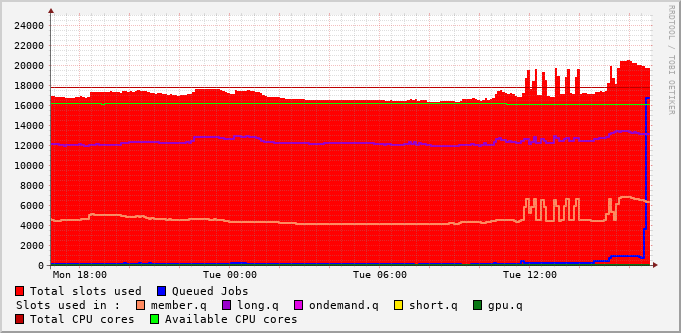 24000
22000
20000
18000
16000
14000
12000
10000
8000
6000
4000
2000
0
Mon 18:00 Tue 00:00 Tue 06:00 Tue 12:00
Total slots used Queued Jobs
Slots used in : member.q long.q ondemand.q short.q gpu.q
Total CPU cores Available CPU cores
RRDTOOL / TOBI OETIKER